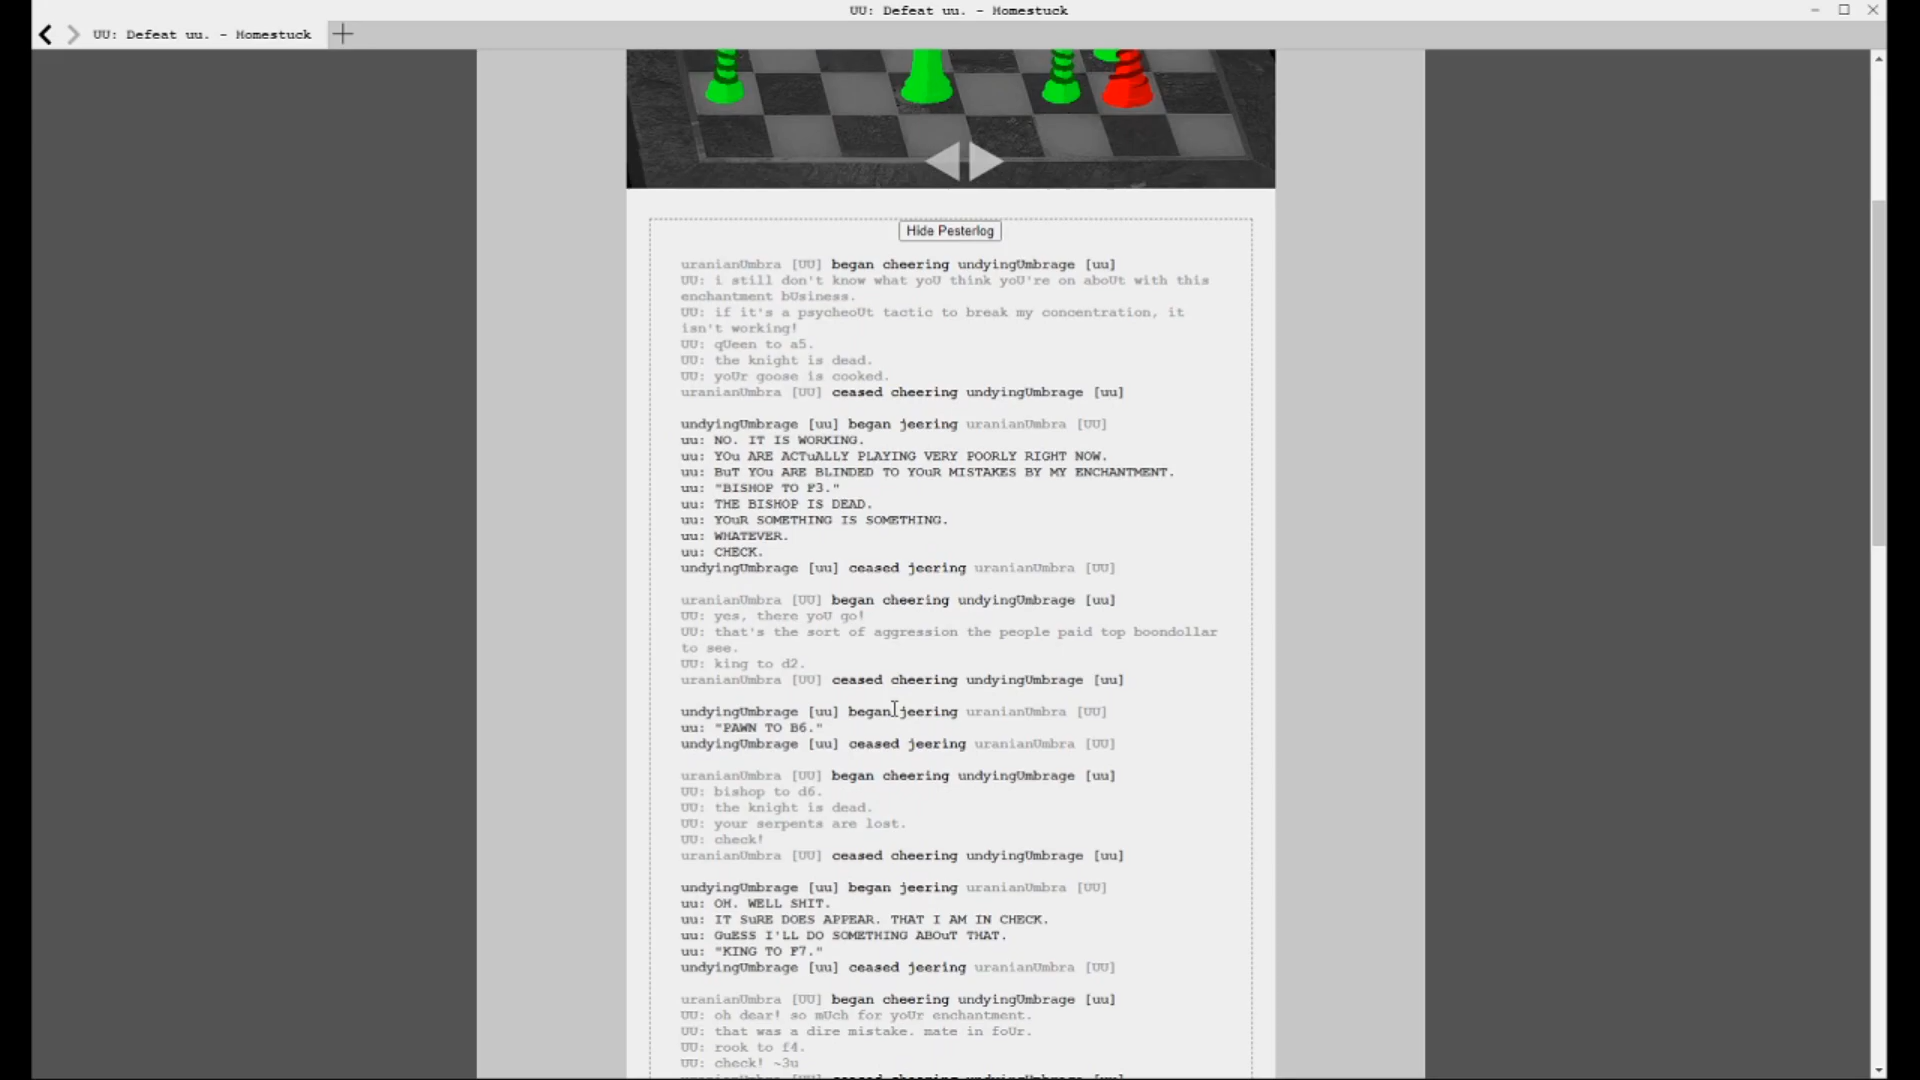 UU: Defeat uu. - Homestuck
UU: Defeat uu. - Homestuck
Hide Pesterlog
uranianUmbra [UU] began cheering undyingUmbrage [uu]
UU: i still don't know what yoU think yoU're on aboUt with this
enchantment bUsiness.
UU: if it's a psycheoUt tactic to break my concentration, it
isn't working!
UU: qUeen to a5.
UU: the knight is dead.
UU: yoUr goose is cooked.
uranianUmbra [UU] ceased cheering undyingUmbrage [uu]
undyingUmbrage [uu] began jeering uranianUmbra [UU]
uu: NO. IT IS WORKING.
uu: YOu ARE ACTuALLY PLAYING VERY POORLY RIGHT NOW.
uu: BuT YOu ARE BLINDED TO YOuR MISTAKES BY MY ENCHANTMENT.
uu: "BISHOP TO F3."
uu: THE BISHOP IS DEAD.
uu: YOuR SOMETHING IS SOMETHING.
uu: WHATEVER.
uu: CHECK.
undyingUmbrage [uu] ceased jeering uranianUmbra [UU]
uranianUmbra [UU] began cheering undyingUmbrage [uu]
UU: yes, there yoU go!
UU: that's the sort of aggression the people paid top boondollar
to see.
UU: king to d2.
uranianUmbra [UU] ceased cheering undyingUmbrage [uu]
undyingUmbrage [uu] began jeering uranianUmbra [UU]
uu: "PAWN TO B6."
undyingUmbrage [uu] ceased jeering uranianUmbra [UU]
uranianUmbra [UU] began cheering undyingUmbrage [uu]
UU: bishop to d6.
UU: the knight is dead.
UU: your serpents are lost.
UU: check!
uranianUmbra [UU] ceased cheering undyingUmbrage [uu]
undyingUmbrage [uu] began jeering uranianUmbra [UU]
uu: OH. WELL SHIT.
uu: IT SuRE DOES APPEAR. THAT I AM IN CHECK.
uu: GuESS I'LL DO SOMETHING ABOuT THAT.
uu: "KING TO F7."
undyingUmbrage [uu] ceased jeering uranianUmbra [UU]
uranianUmbra [UU] began cheering undyingUmbrage [uu]
UU: oh dear! so mUch for yoUr enchantment.
UU: that was a dire mistake. mate in foUr.
UU: rook to f4.
UU: check! ~3u
uranianUmbra [UU] ceased cheering undyingUmbrage [uu]